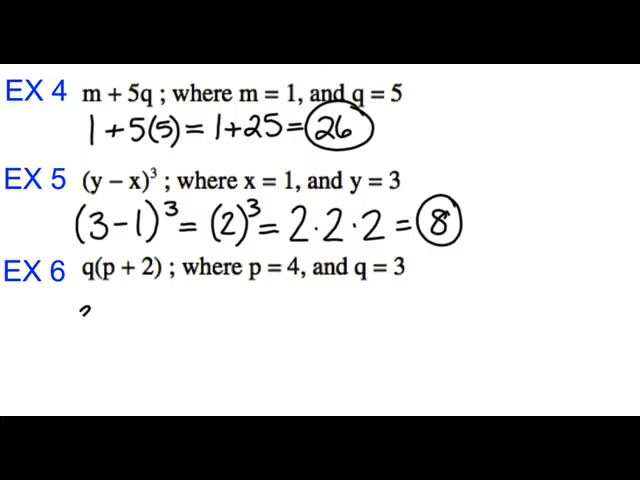 EX 4 m + 5q ; where m = 1, and q = 5
1 + 5(5) = 1 + 25 = 26
EX 5 (y – x)³ ; where x = 1, and y = 3
(3 – 1)³ = (2)³ = 2 · 2 · 2 = 8
EX 6 q(p + 2) ; where p = 4, and q = 3